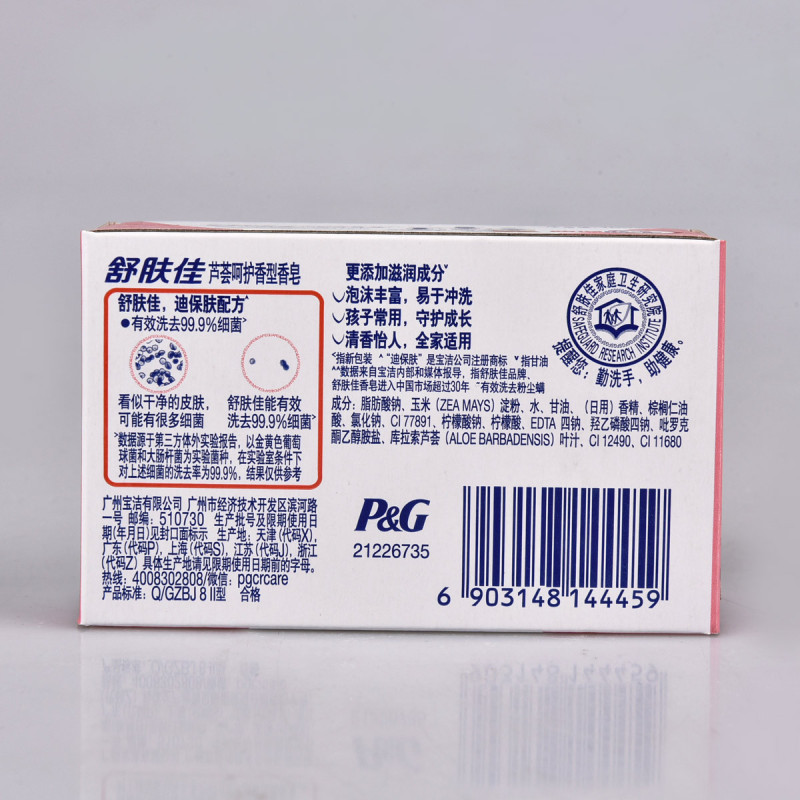 舒肤佳 芦荟呵护香型香皂
舒肤佳，迪保肤配方^
●有效洗去99.9%细菌ˇ
看似干净的皮肤，
可能有很多细菌
舒肤佳能有效
洗去99.9%细菌ˇ
ˇ数据源于第三方体外实验报告，以金黄色葡萄
球菌和大肠杆菌为实验菌种，在实验室条件下
对上述细菌的洗去率为99.9%，结果仅供参考
更添加滋润成分ˇ
泡沫丰富，易于冲洗
孩子常用，守护成长
清香怡人，全家适用
ˊ指新包装 ^“迪保肤”是宝洁公司注册商标 ˇ指甘油
^^数据来自宝洁内部和媒体报导，指舒肤佳品牌，
舒肤佳香皂进入中国市场超过30年 ¨有效洗去粉尘螨
成分：脂肪酸钠、玉米（ZEA MAYS）淀粉、水、甘油、（日用）香精、棕榈仁油
酸、氯化钠、CI 77891、柠檬酸钠、柠檬酸、EDTA 四钠、羟乙磷酸四钠、吡罗克
酮乙醇胺盐、库拉索芦荟（ALOE BARBADENSIS）叶汁、CI 12490、CI 11680
舒肤佳家庭卫生研究院
SAFEGUARD RESEARCH INSTITUTE
提醒您：勤洗手，助健康。
广州宝洁有限公司 广州市经济技术开发区滨河路
一号 邮编：510730 生产批号及限期使用日
期(年月日)见封口面标示 生产地：天津（代码X），
广东（代码P），上海（代码S），江苏（代码J），浙江
（代码Z）具体生产地请见限期使用日期前的字母。
热线：4008302808/微信：pgcrcare
产品标准：Q/GZBJ 8 II型 合格
P&G
21226735
6 903148 144459